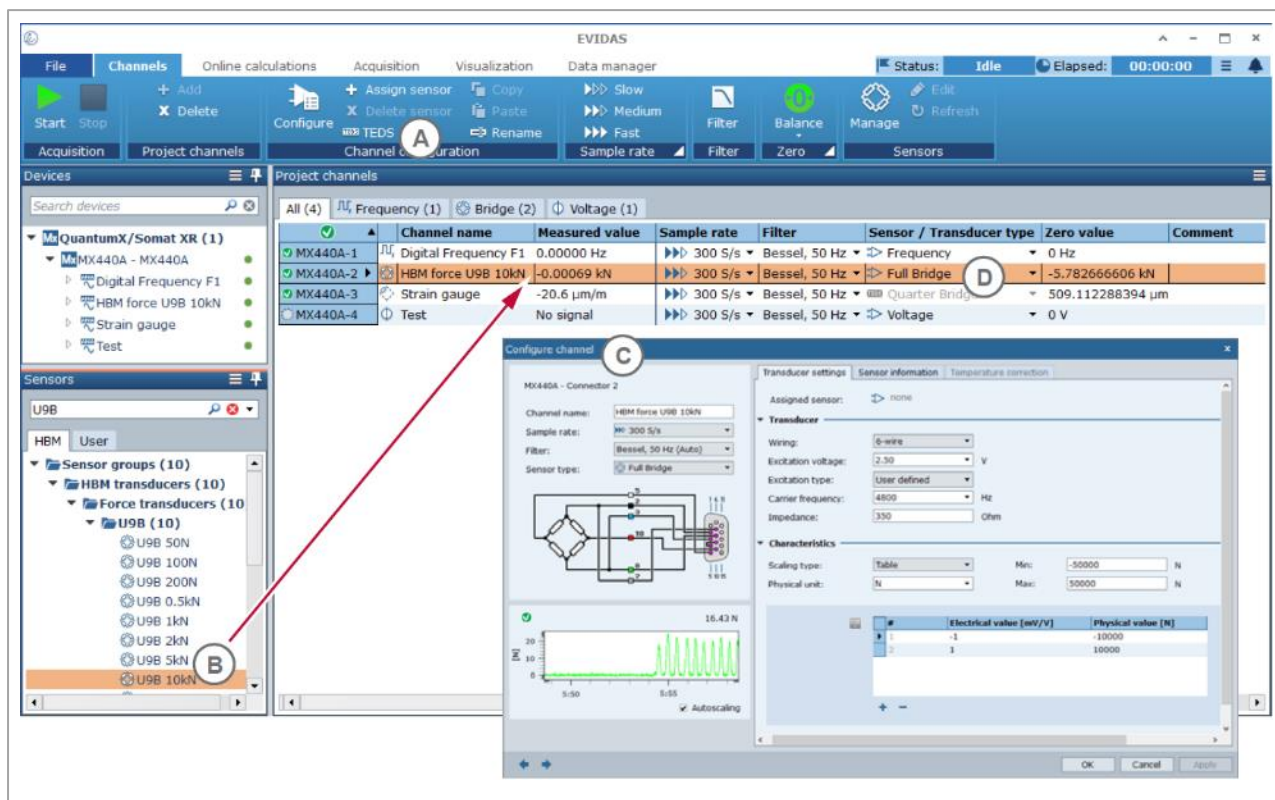 EVIDAS
File Channels Online calculations Acquisition Visualization Data manager Status: Idle Elapsed: 00:00:00
Start Stop
+ Add
X Delete
Configure
+ Assign sensor
X Delete sensor
TEDS
Copy
Paste
Rename
Slow
Medium
Fast
Filter
Balance
Manage
Edit
Refresh
Acquisition Project channels Channel configuration Sample rate Filter Zero Sensors
A
Devices
Search devices
QuantumX/Somat XR (1)
MX440A - MX440A
Digital Frequency F1
HBM force U9B 10kN
Strain gauge
Test
Sensors
U9B
HBM User
Sensor groups (10)
HBM transducers (10)
Force transducers (10
U9B (10)
U9B 50N
U9B 100N
U9B 200N
U9B 0.5kN
U9B 1kN
U9B 2kN
U9B 5kN
U9B 10kN
B
Project channels
All (4) Frequency (1) Bridge (2) Voltage (1)
Channel name Measured value Sample rate Filter Sensor / Transducer type Zero value Comment
MX440A-1 Digital Frequency F1 0.00000 Hz 300 S/s Bessel, 50 Hz Frequency 0 Hz
MX440A-2 HBM force U9B 10kN -0.00069 kN 300 S/s Bessel, 50 Hz Full Bridge -5.782666606 kN
MX440A-3 Strain gauge -20.6 µm/m 300 S/s Bessel, 50 Hz Quarter Bridge 509.112288394 µm
MX440A-4 Test No signal 300 S/s Bessel, 50 Hz Voltage 0 V
D
Configure channel
C
MX440A - Connector 2
Channel name: HBM force U9B 10kN
Sample rate: 300 S/s
Filter: Bessel, 50 Hz (Auto)
Sensor type: Full Bridge
5
2
3
10
8
7
16.43 N
[N]
20
10
0
5:50 5:55
Autoscaling
Transducer settings Sensor information Temperature correction
Assigned sensor: none
Transducer
Wiring: 6-wire
Excitation voltage: 2.50 V
Excitation type: User defined
Carrier frequency: 4800 Hz
Impedance: 350 Ohm
Characteristics
Scaling type: Table Min: -50000 N
Physical unit: N Max: 50000 N
# Electrical value [mV/V] Physical value [N]
1 -1 -10000
2 1 10000
+ −
OK Cancel Apply